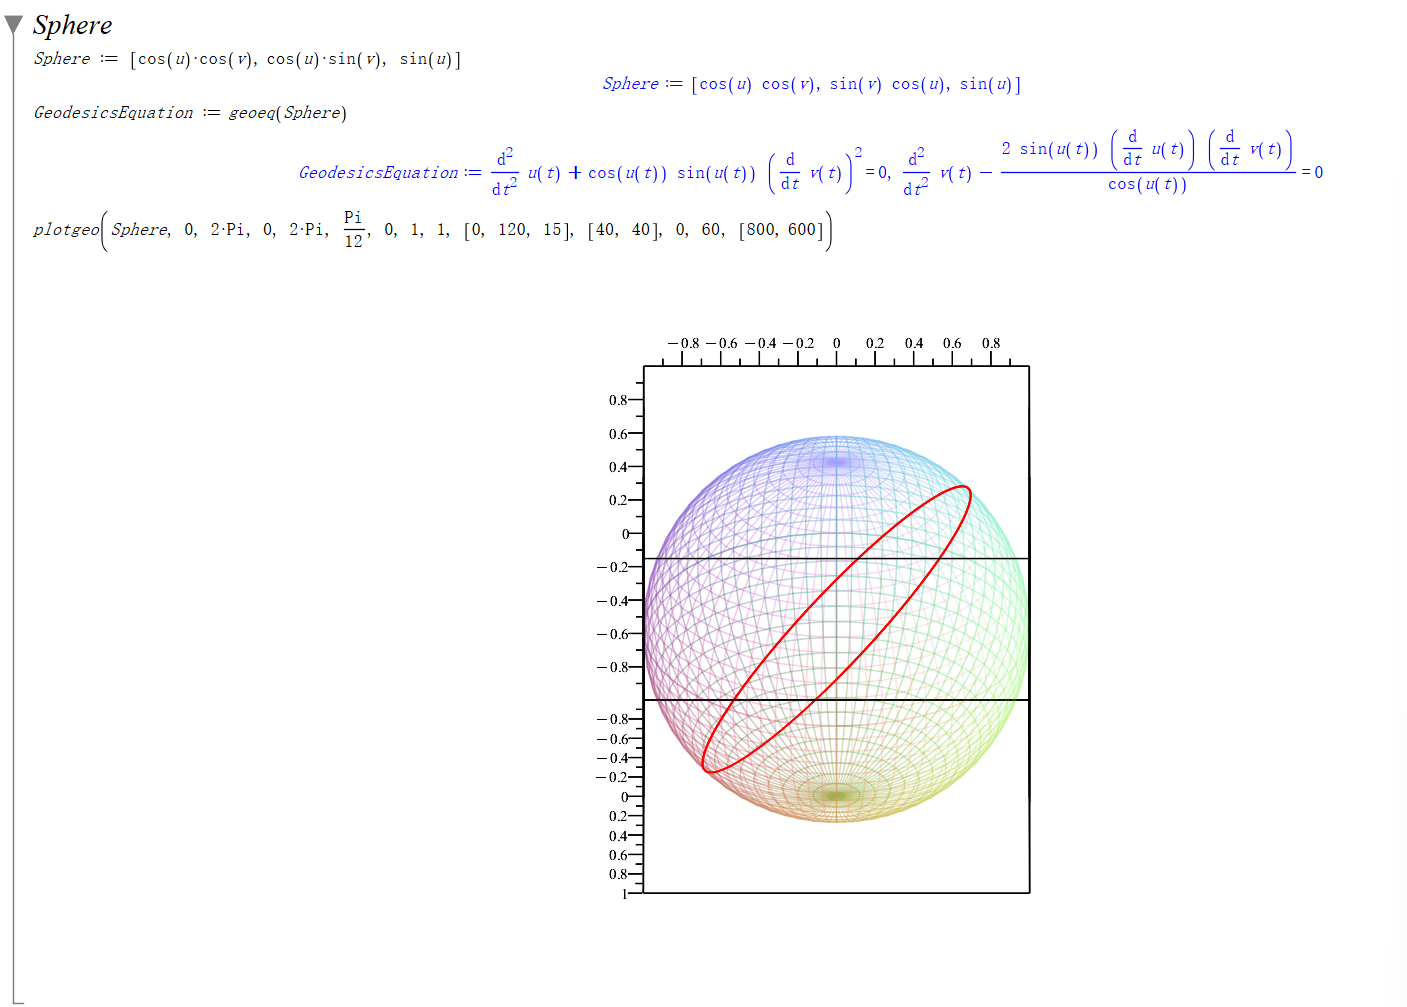 Sphere
Sphere := [cos(u)·cos(v), cos(u)·sin(v), sin(u)]
Sphere := [cos(u) cos(v), sin(v) cos(u), sin(u)]
GeodesicsEquation := geoeq(Sphere)
GeodesicsEquation := d²/dt² u(t) + cos(u(t)) sin(u(t)) (d/dt v(t))² = 0, d²/dt² v(t) − 2 sin(u(t)) (d/dt u(t)) (d/dt v(t)) / cos(u(t)) = 0
plotgeo(Sphere, 0, 2·Pi, 0, 2·Pi, Pi/12, 0, 1, 1, [0, 120, 15], [40, 40], 0, 60, [800, 600])
−0.8 −0.6 −0.4 −0.2 0 0.2 0.4 0.6 0.8
0.8
0.6
0.4
0.2
0
−0.2
−0.4
−0.6
−0.8
−0.8
−0.6
−0.4
−0.2
0
0.2
0.4
0.6
0.8
1